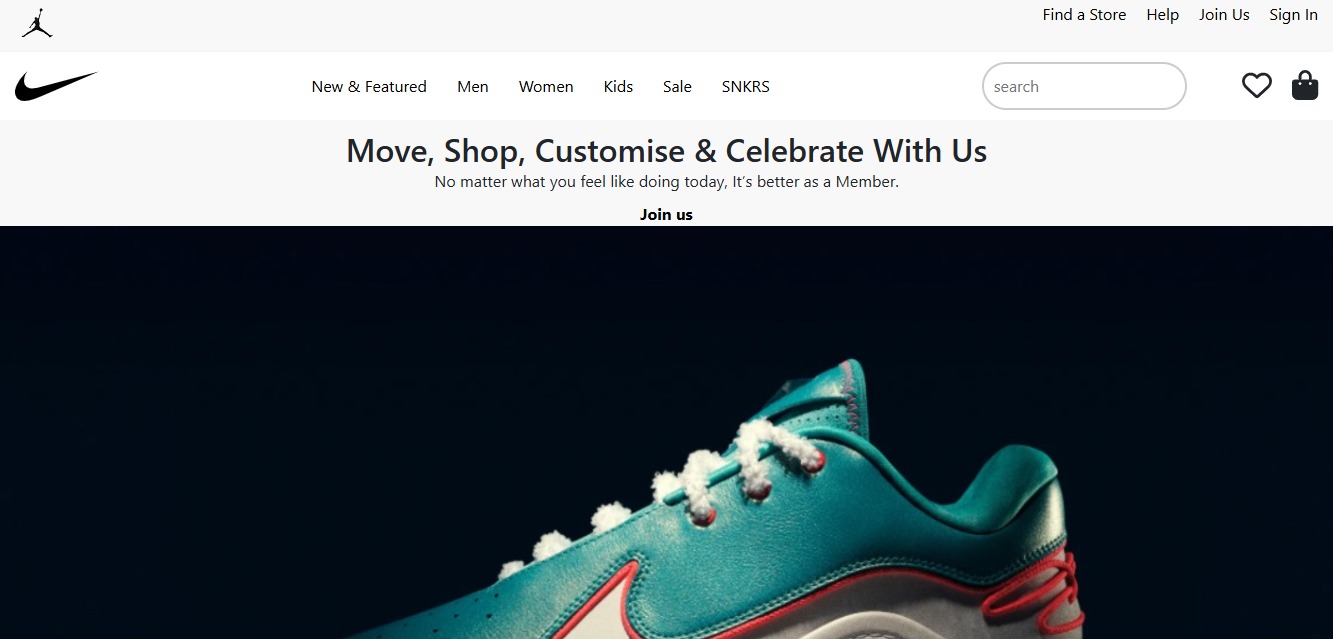 Find a Store Help Join Us Sign In
New & Featured Men Women Kids Sale SNKRS search
Move, Shop, Customise & Celebrate With Us
No matter what you feel like doing today, It’s better as a Member.
Join us